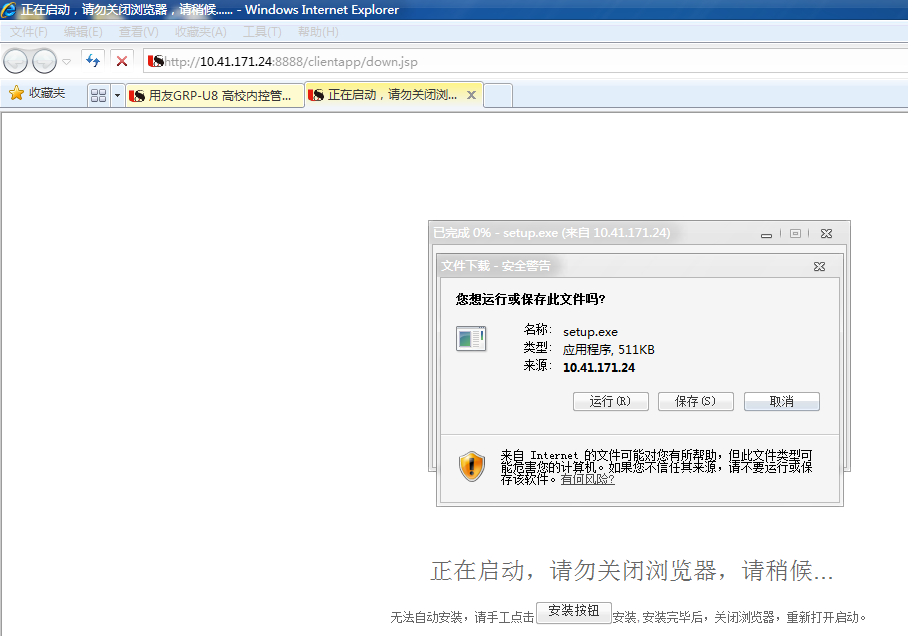 正在启动，请勿关闭浏览器，请稍候...... - Windows Internet Explorer
文件(F) 编辑(E) 查看(V) 收藏夹(A) 工具(T) 帮助(H)
http://10.41.171.24:8888/clientapp/down.jsp
收藏夹 用友GRP-U8 高校内控管... 正在启动，请勿关闭浏...
已完成 0% - setup.exe (来自 10.41.171.24)
文件下载 - 安全警告
您想运行或保存此文件吗?
名称: setup.exe
类型: 应用程序, 511KB
来源: 10.41.171.24
运行(R) 保存(S) 取消
来自 Internet 的文件可能对您有所帮助，但此文件类型可
能危害您的计算机。如果您不信任其来源，请不要运行或保
存该软件。有何风险?
正在启动，请勿关闭浏览器，请稍候...
无法自动安装，请手工点击 安装按钮 安装, 安装完毕后，关闭浏览器，重新打开启动。